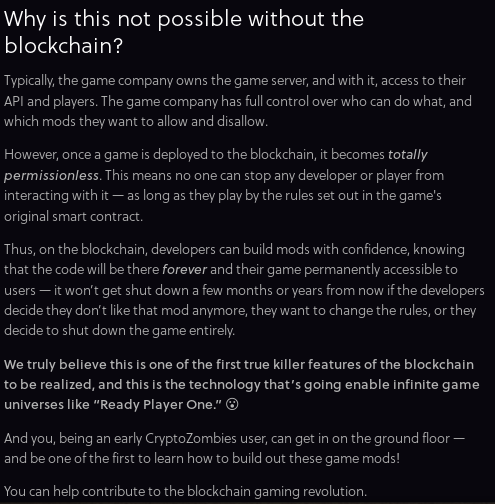 Why is this not possible without the
blockchain?
Typically, the game company owns the game server, and with it, access to their
API and players. The game company has full control over who can do what, and
which mods they want to allow and disallow.
However, once a game is deployed to the blockchain, it becomes totally
permissionless. This means no one can stop any developer or player from
interacting with it — as long as they play by the rules set out in the game's
original smart contract.
Thus, on the blockchain, developers can build mods with confidence, knowing
that the code will be there forever and their game permanently accessible to
users — it won't get shut down a few months or years from now if the developers
decide they don't like that mod anymore, they want to change the rules, or they
decide to shut down the game entirely.
We truly believe this is one of the first true killer features of the blockchain
to be realized, and this is the technology that's going enable infinite game
universes like “Ready Player One.” 😮
And you, being an early CryptoZombies user, can get in on the ground floor —
and be one of the first to learn how to build out these game mods!
You can help contribute to the blockchain gaming revolution.